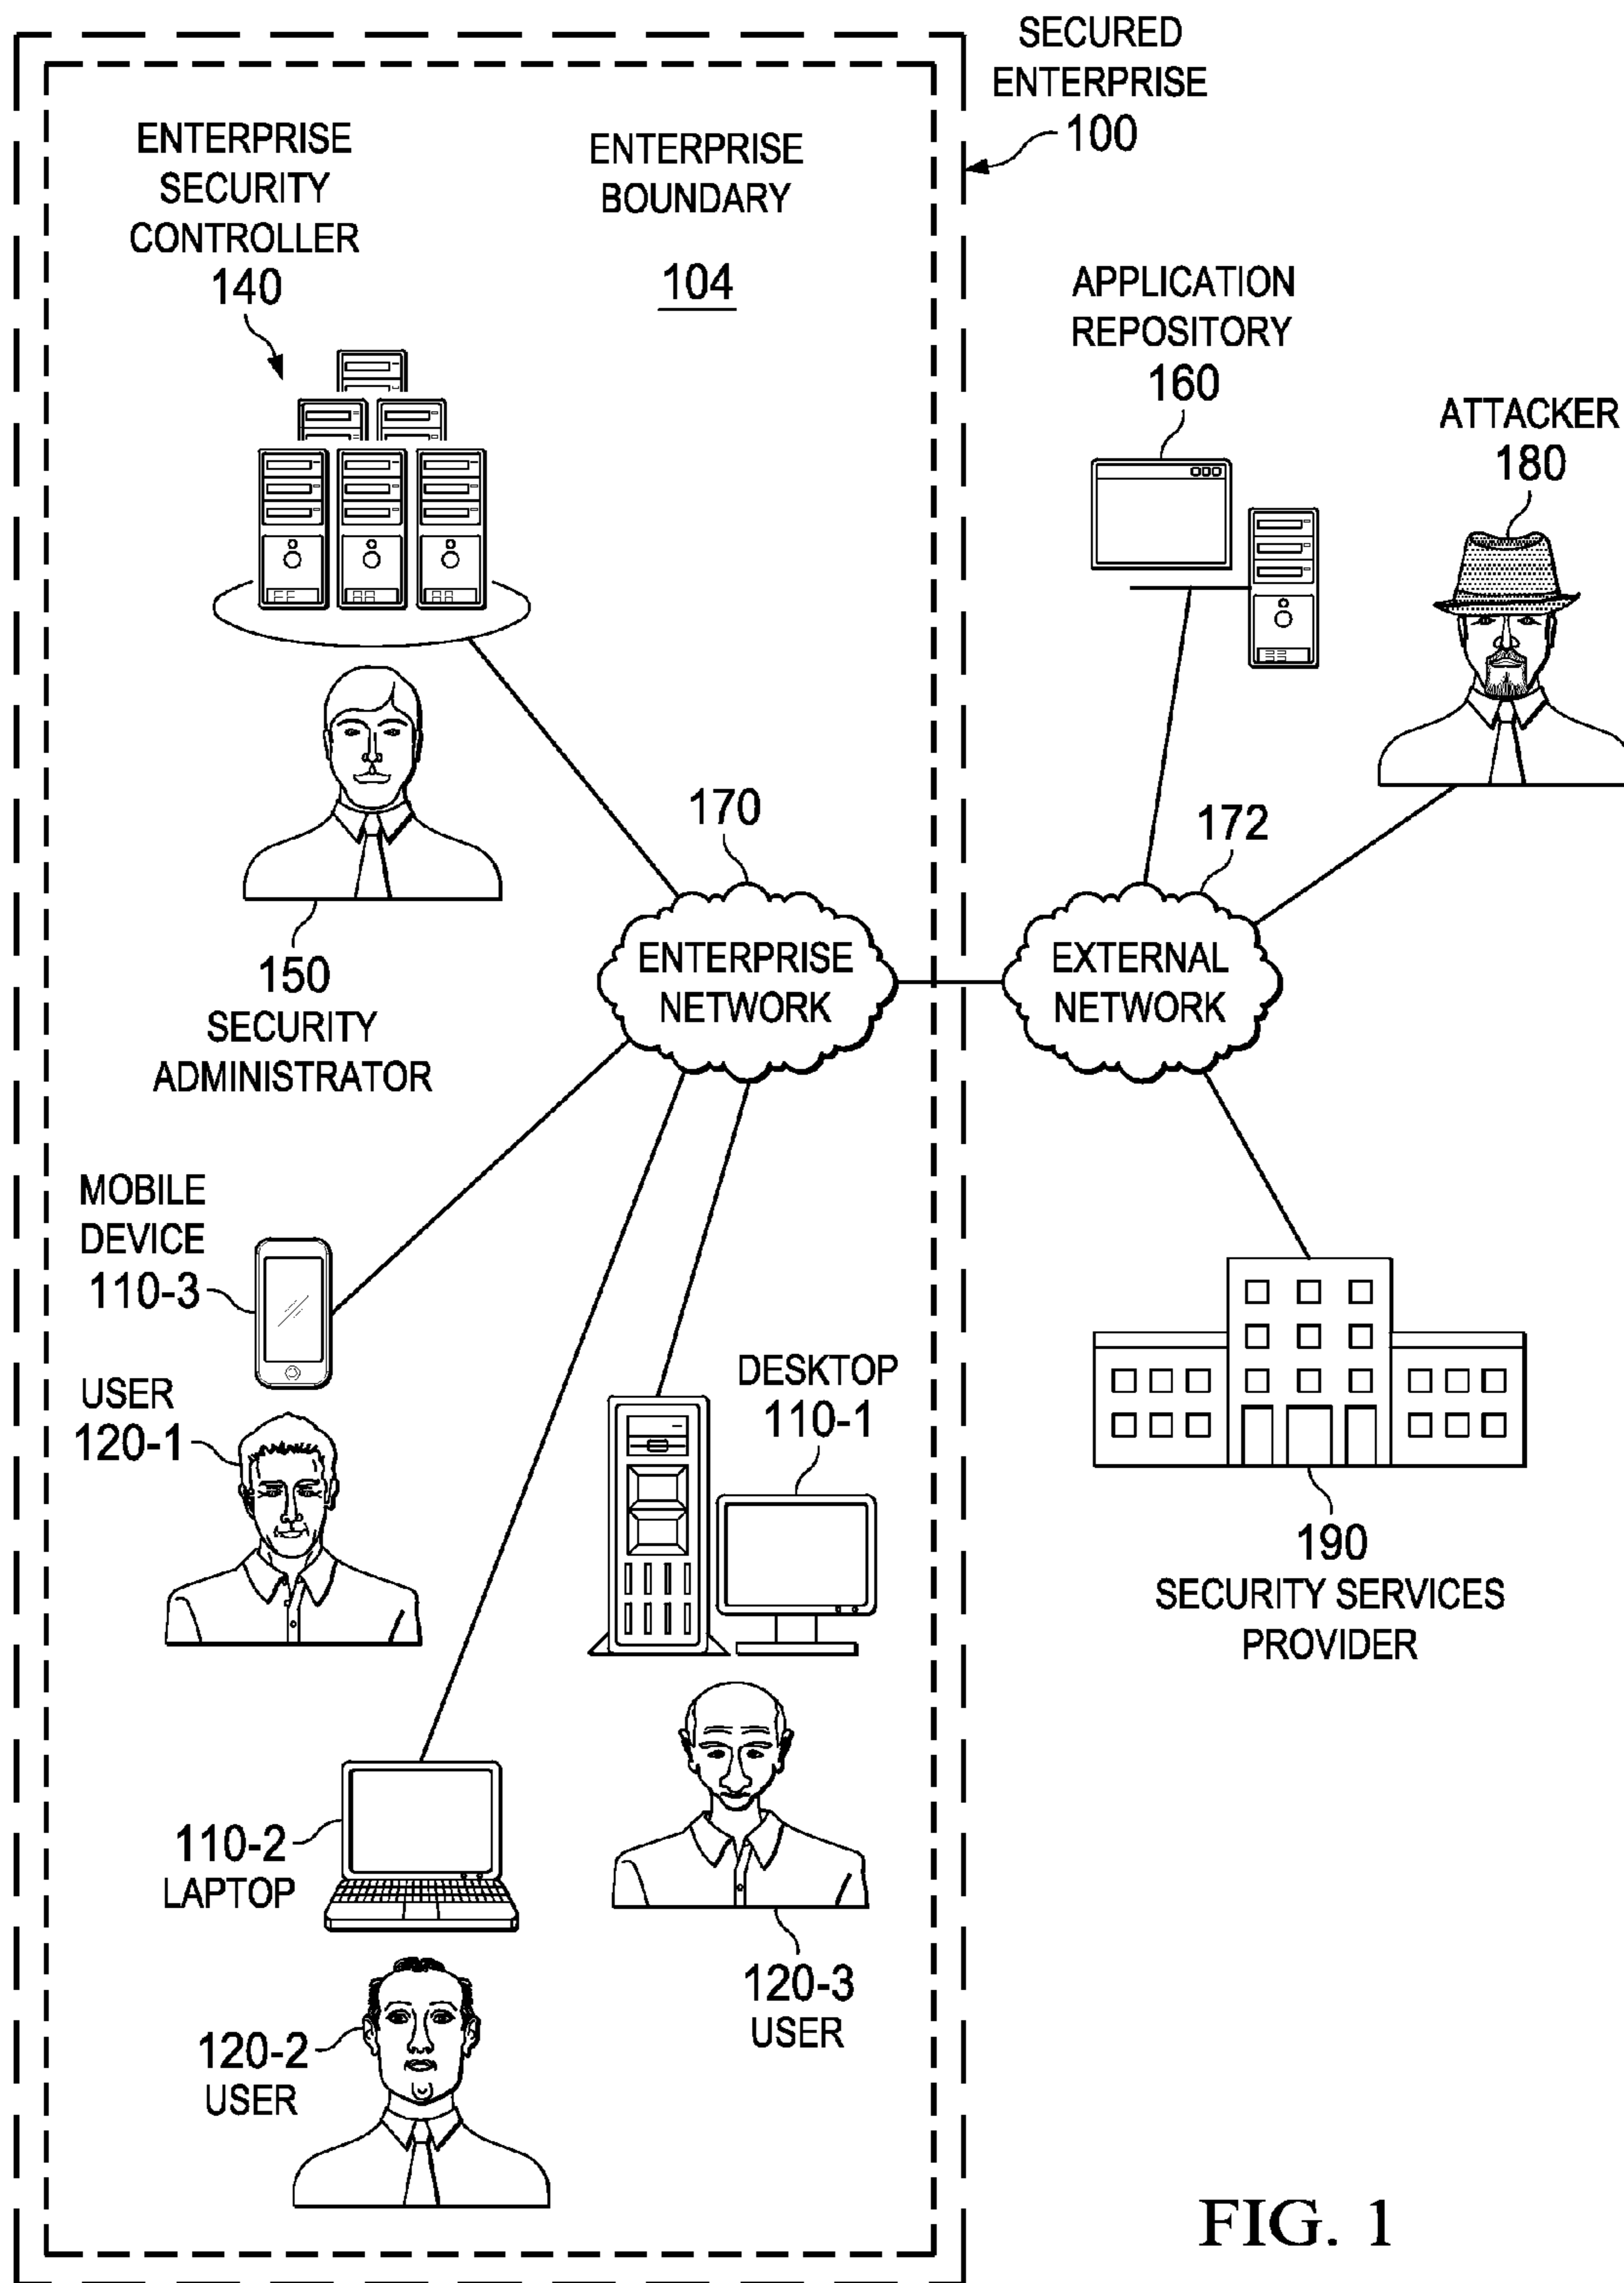 SECURED
ENTERPRISE
100
ENTERPRISE
SECURITY
CONTROLLER
140
ENTERPRISE
BOUNDARY
104
APPLICATION
REPOSITORY
160
ATTACKER
180
170
ENTERPRISE
NETWORK
172
EXTERNAL
NETWORK
150
SECURITY
ADMINISTRATOR
MOBILE
DEVICE
110-3
USER
120-1
DESKTOP
110-1
190
SECURITY SERVICES
PROVIDER
110-2
LAPTOP
120-3
USER
120-2
USER
FIG. 1